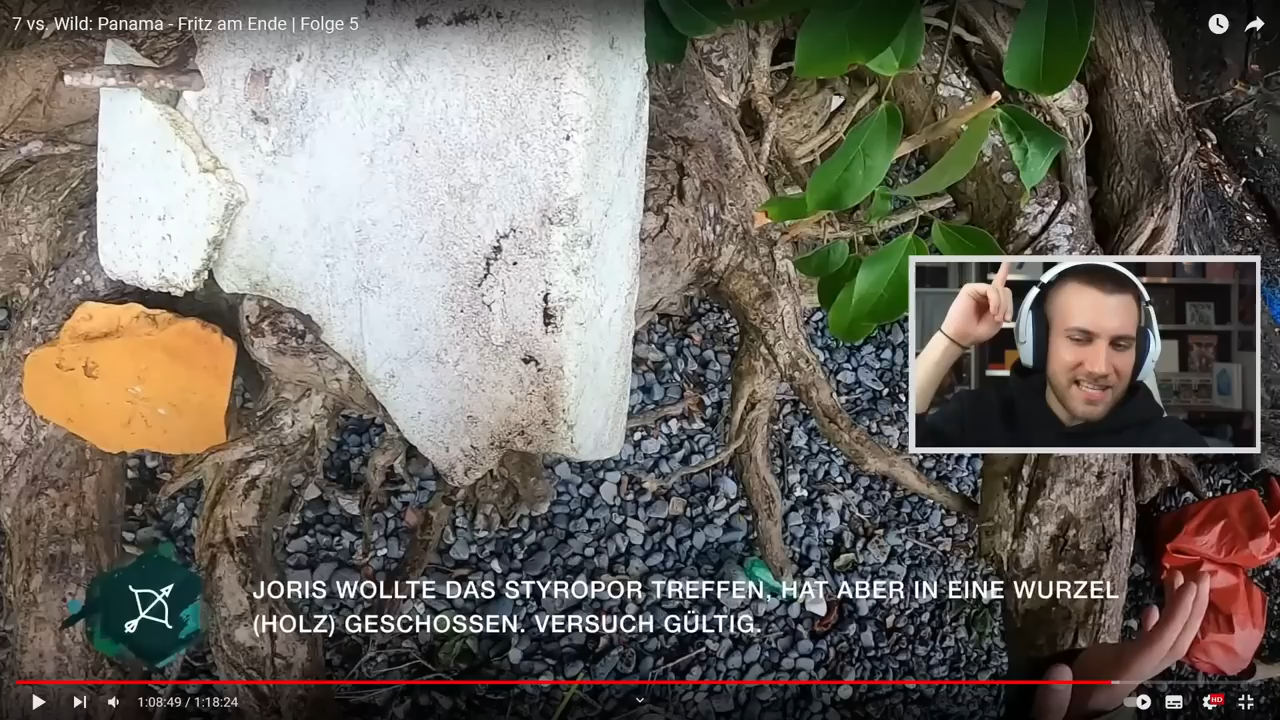 7 vs. Wild: Panama - Fritz am Ende | Folge 5
JORIS WOLLTE DAS STYROPOR TREFFEN, HAT ABER IN EINE WURZEL
(HOLZ) GESCHOSSEN. VERSUCH GÜLTIG.
1:08:49 / 1:18:24
HD